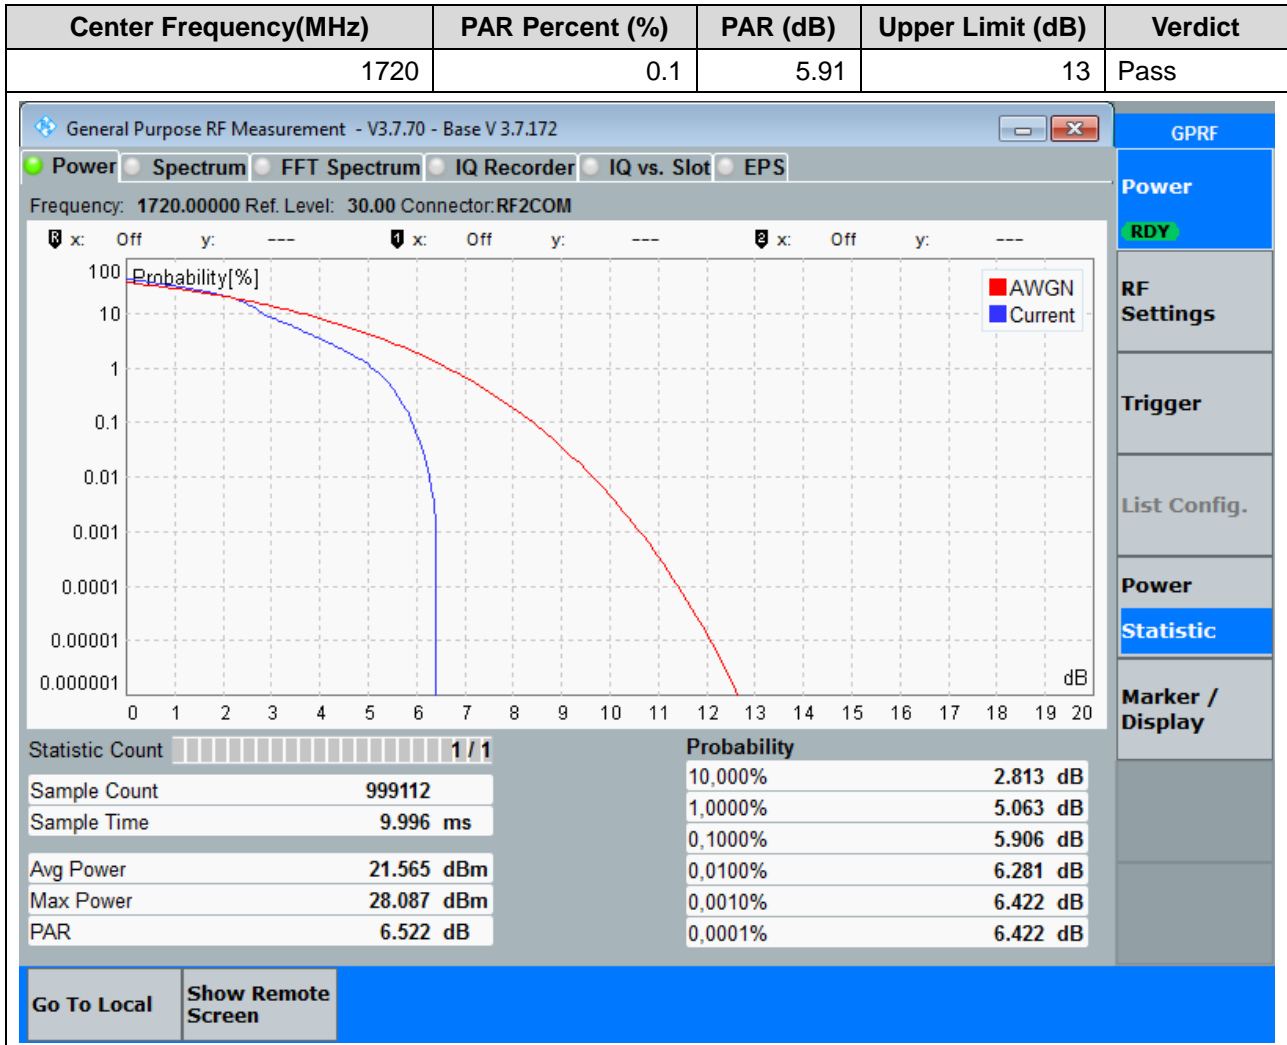 Center Frequency(MHz) PAR Percent (%) PAR (dB) Upper Limit (dB) Verdict
1720 0.1 5.91 13 Pass
General Purpose RF Measurement - V3.7.70 - Base V 3.7.172
GPRF
Power Spectrum FFT Spectrum IQ Recorder IQ vs. Slot EPS
Frequency: 1720.00000 Ref. Level: 30.00 Connector:RF2COM
R x: Off y: --- 1 x: Off y: --- 2 x: Off y: ---
Probability[%]
AWGN
Current
100
10
1
0.1
0.01
0.001
0.0001
0.00001
0.000001
dB
0 1 2 3 4 5 6 7 8 9 10 11 12 13 14 15 16 17 18 19 20
Statistic Count 1 / 1
Sample Count 999112
Sample Time 9.996 ms
Avg Power 21.565 dBm
Max Power 28.087 dBm
PAR 6.522 dB
Probability
10,000% 2.813 dB
1,0000% 5.063 dB
0,1000% 5.906 dB
0,0100% 6.281 dB
0,0010% 6.422 dB
0,0001% 6.422 dB
Power
RDY
RF
Settings
Trigger
List Config.
Power
Statistic
Marker /
Display
Go To Local
Show Remote
Screen